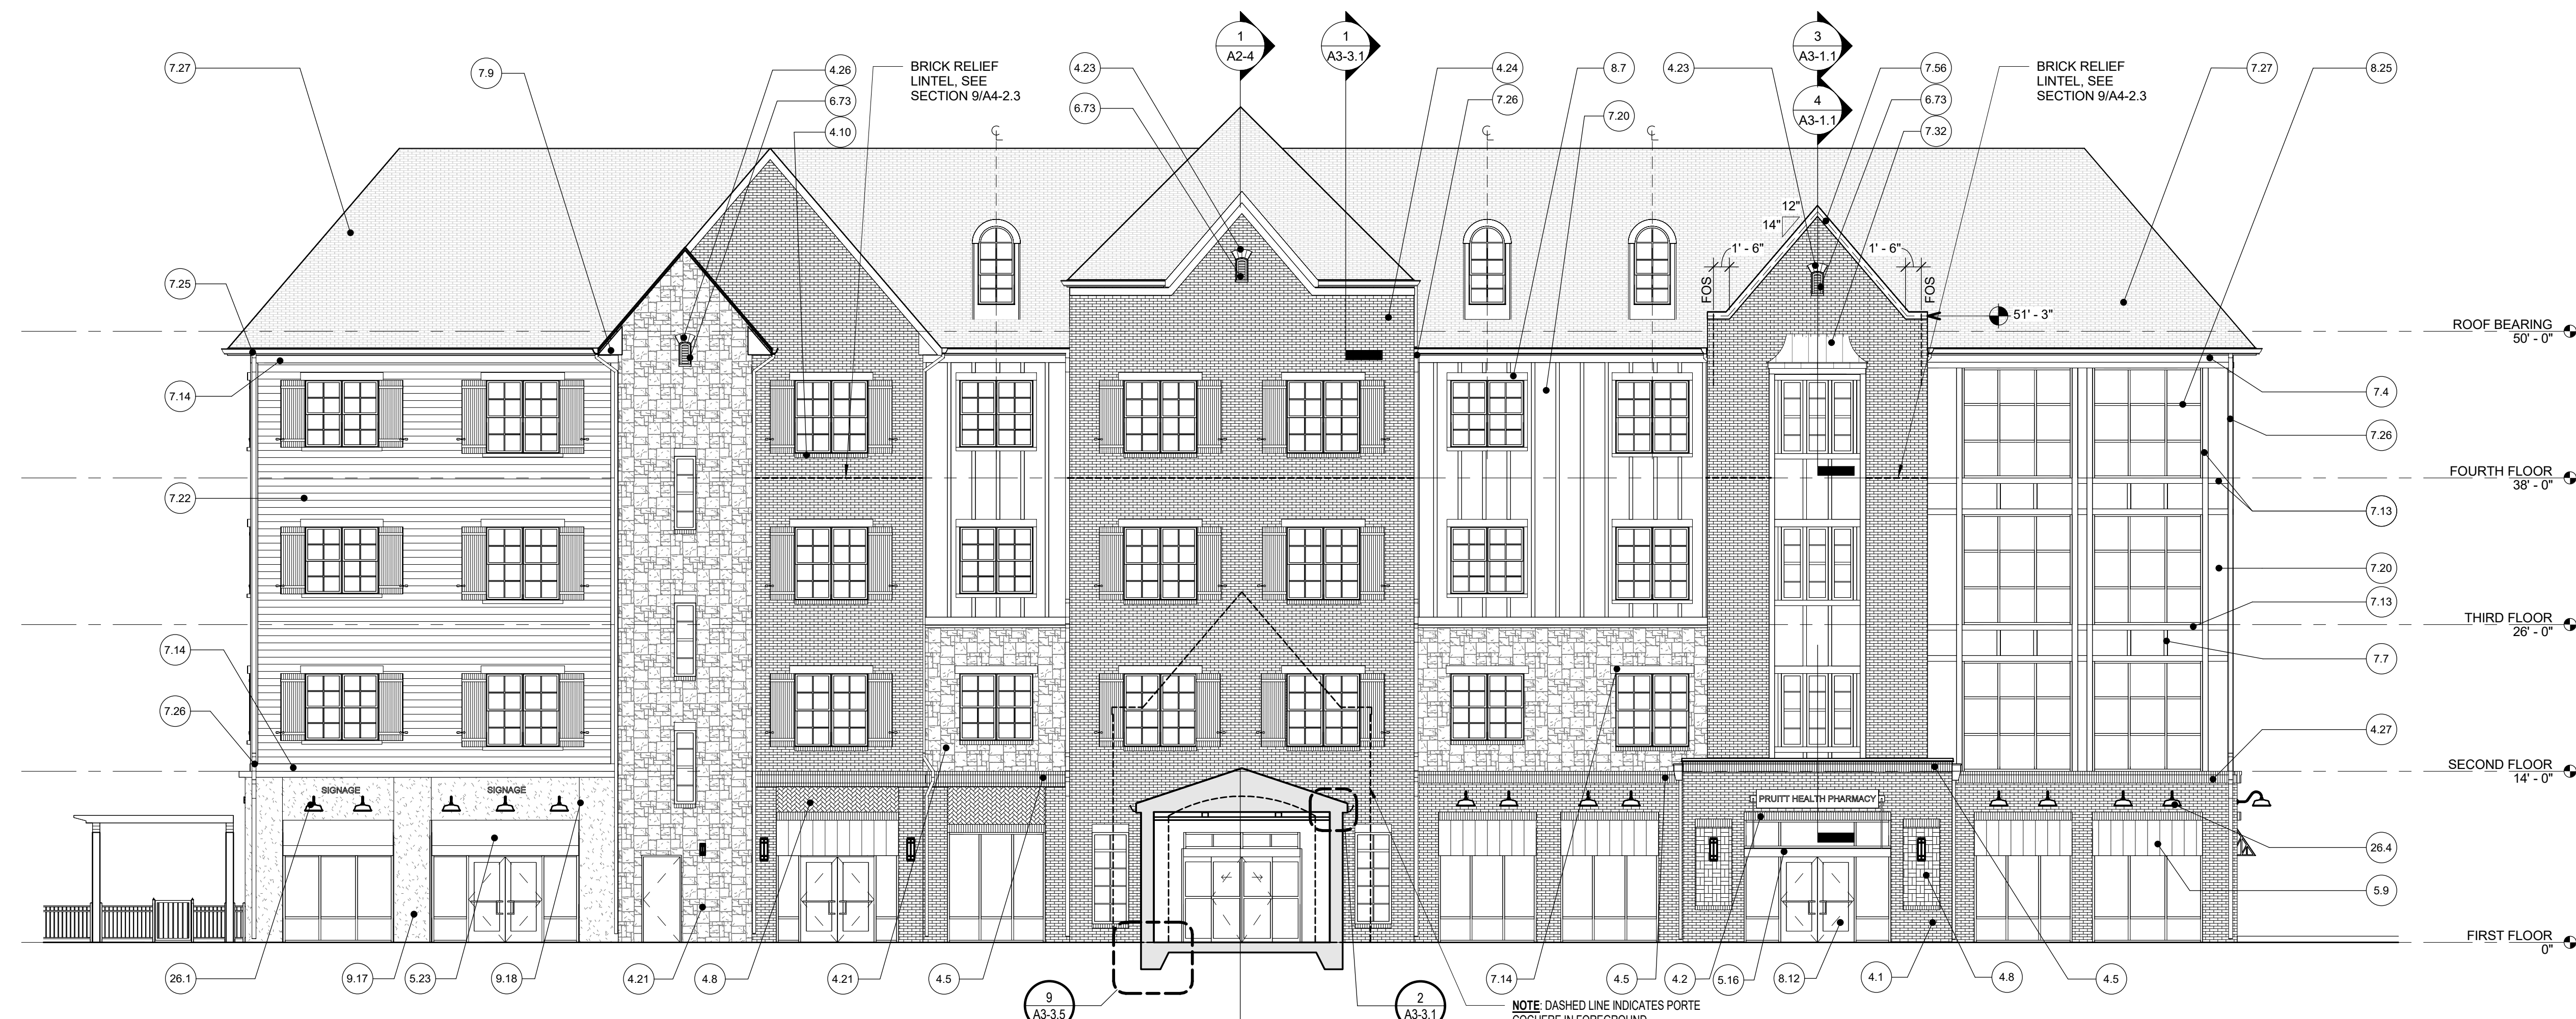 1
A2-4
1
A3-3.1
3
A3-1.1
4
A3-1.1
7.27
7.9
4.26
6.73
4.10
BRICK RELIEF
LINTEL, SEE
SECTION 9/A4-2.3
4.23
6.73
4.24
7.26
8.7
7.20
4.23
7.56
6.73
7.32
BRICK RELIEF
LINTEL, SEE
SECTION 9/A4-2.3
7.27
8.25
12"
14"
1' - 6"
1' - 6"
FOS
FOS
51' - 3"
7.25
7.14
7.22
7.14
7.26
ROOF BEARING
50' - 0"
7.4
7.26
FOURTH FLOOR
38' - 0"
7.13
7.20
7.13
THIRD FLOOR
26' - 0"
7.7
4.27
SECOND FLOOR
14' - 0"
26.4
5.9
FIRST FLOOR
0"
SIGNAGE
SIGNAGE
PRUITT HEALTH PHARMACY
26.1
9.17
5.23
9.18
4.21
4.8
4.21
4.5
7.14
4.5
4.2
5.16
8.12
4.1
4.8
4.5
9
A3-3.5
2
A3-3.1
NOTE: DASHED LINE INDICATES PORTE
COCHERE IN FOREGROUND